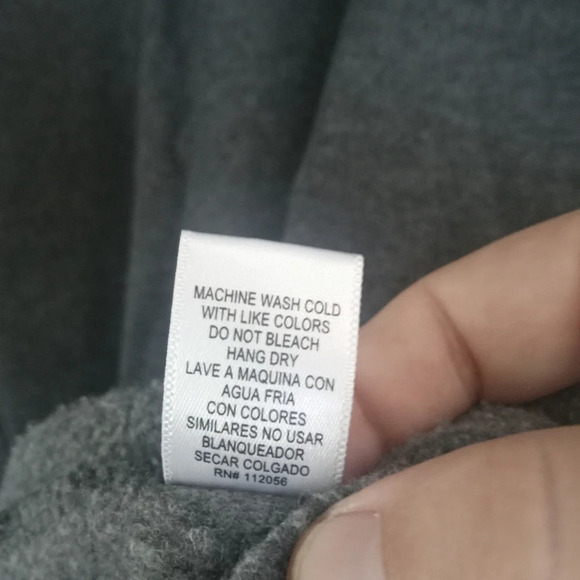 MACHINE WASH COLD
WITH LIKE COLORS
DO NOT BLEACH
HANG DRY
LAVE A MAQUINA CON
AGUA FRIA
CON COLORES
SIMILARES NO USAR
BLANQUEADOR
SECAR COLGADO
RN# 112056